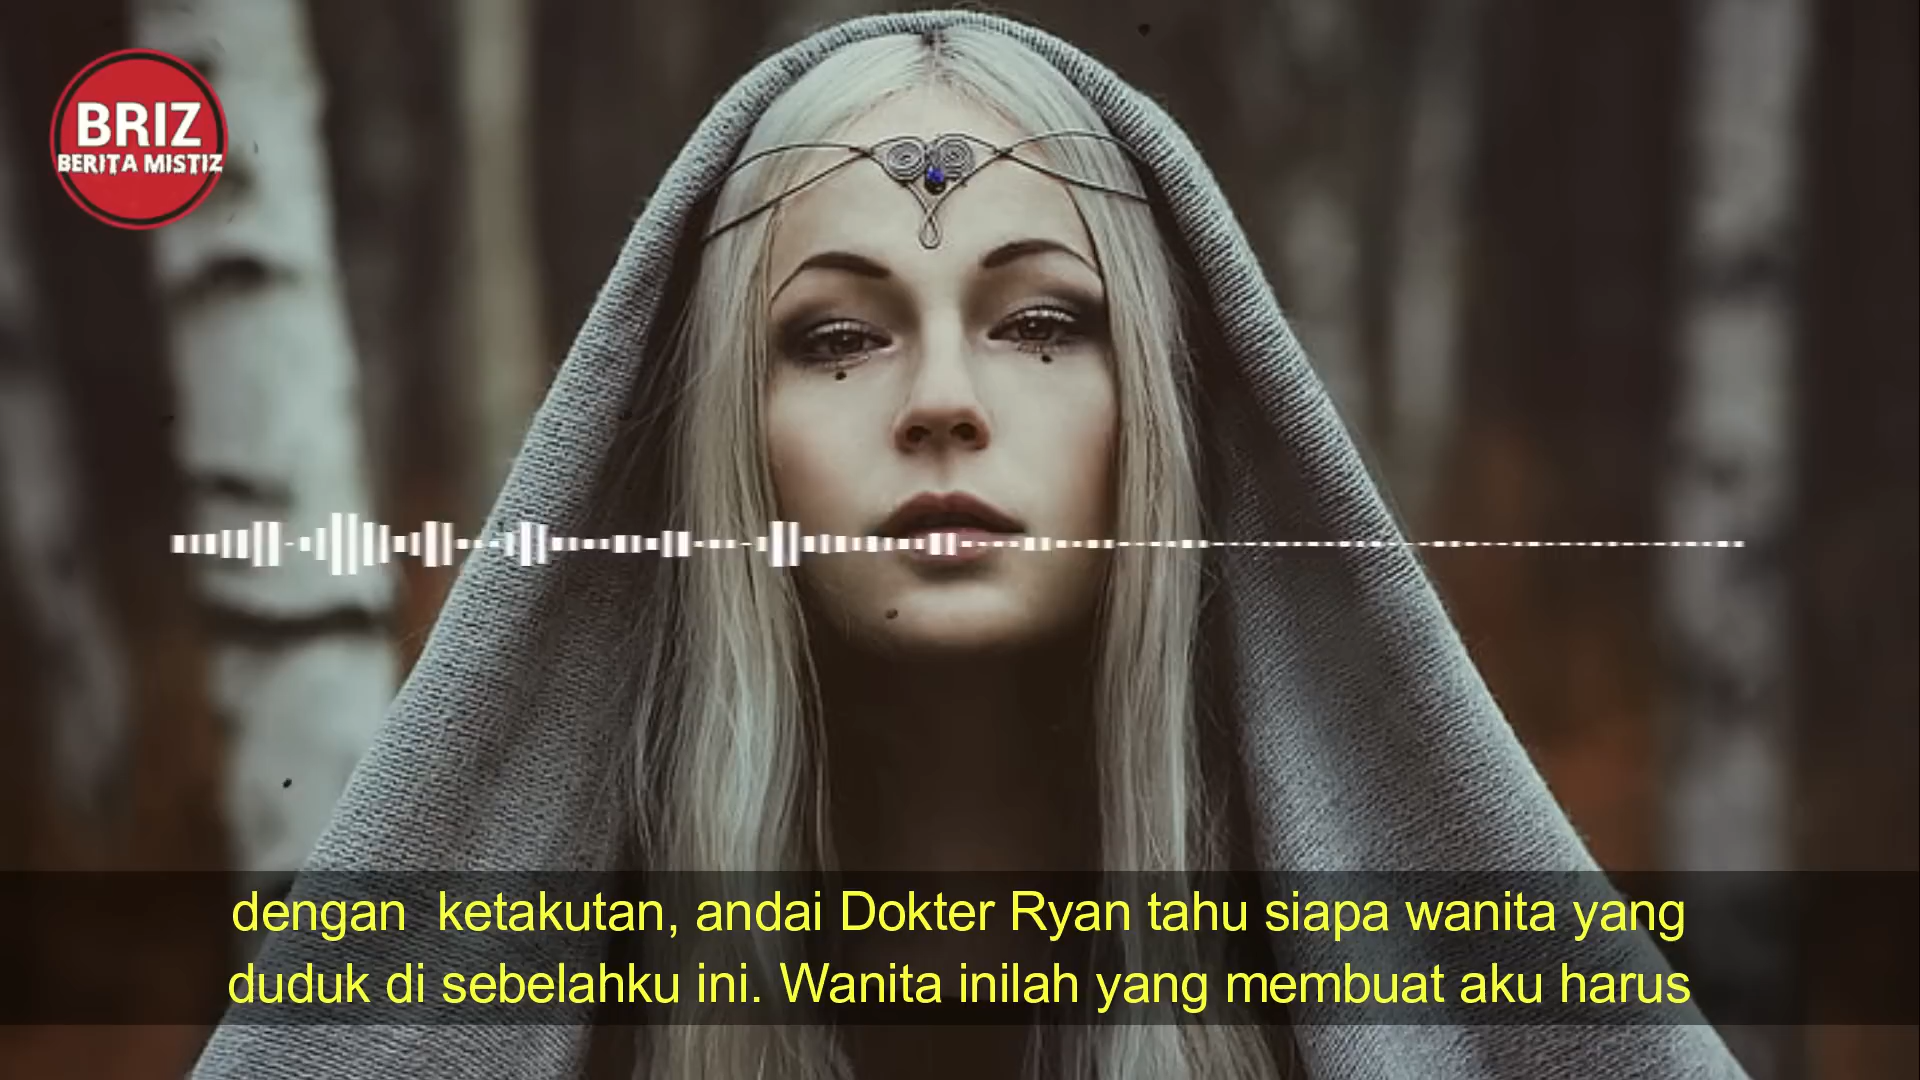 BRIZ
BERITA MISTIZ
dengan  ketakutan, andai Dokter Ryan tahu siapa wanita yang
duduk di sebelahku ini. Wanita inilah yang membuat aku harus